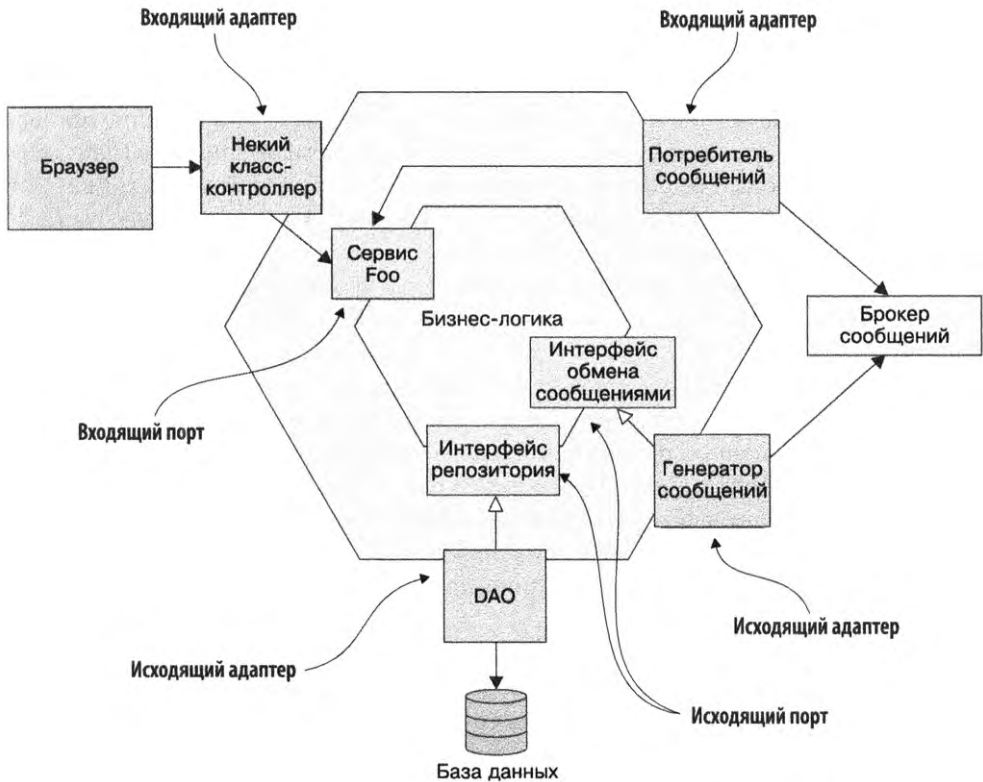 Входящий адаптер
Входящий адаптер
Браузер
Некий
класс-
контроллер
Потребитель
сообщений
Сервис
Foo
Бизнес-логика
Брокер
сообщений
Интерфейс
обмена
сообщениями
Входящий порт
Интерфейс
репозитория
Генератор
сообщений
DAO
Исходящий адаптер
Исходящий адаптер
Исходящий порт
База данных